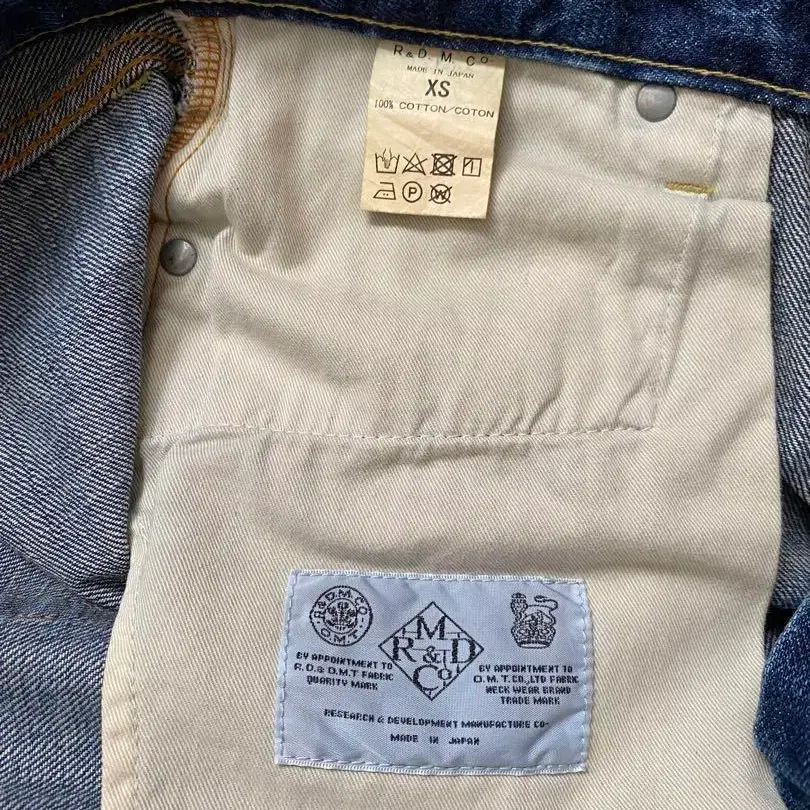 R & D. M. Co
MADE IN JAPAN
XS
100% COTTON/COTON
1
P
W
R.&D.M.CO.
O.M.T.
M
R & D
Co
BY APPOINTMENT TO
R.D.& O.M.T FABRIC
QUARITY MARK
BY APPOINTMENT TO
O.M.T.CO.,LTD FABRIC
NECK WEAR BRAND
TRADE MARK
RESEARCH & DEVELOPMENT MANUFACTURE CO-
MADE IN JAPAN